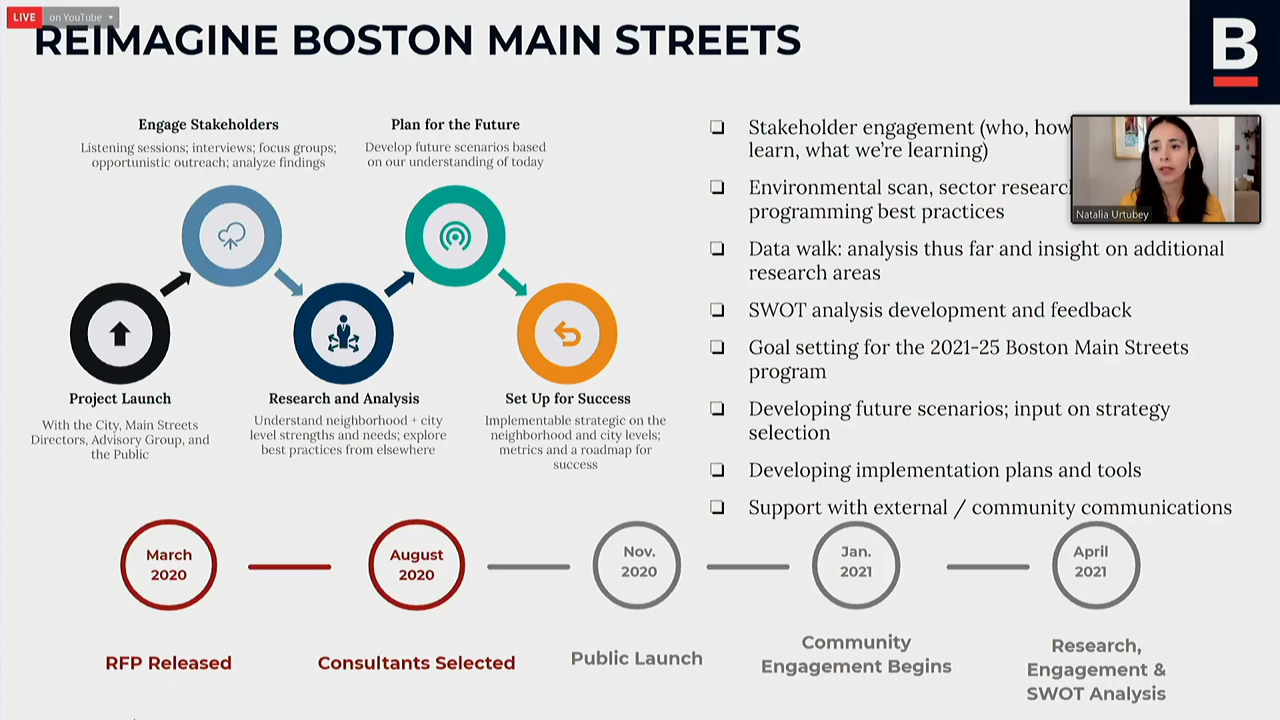 LIVE on YouTube
REIMAGINE BOSTON MAIN STREETS
B
Engage Stakeholders
Listening sessions; interviews; focus groups;
opportunistic outreach; analyze findings
Plan for the Future
Develop future scenarios based
on our understanding of today
Project Launch
With the City, Main Streets
Directors, Advisory Group, and
the Public
Research and Analysis
Understand neighborhood + city
level strengths and needs; explore
best practices from elsewhere
Set Up for Success
Implementable strategic on the
neighborhood and city levels;
metrics and a roadmap for
success
Stakeholder engagement (who, how
learn, what we're learning)
Environmental scan, sector
programming best practices
Data walk: analysis thus far and insight on additional
research areas
SWOT analysis development and feedback
Goal setting for the 2021-25 Boston Main Streets
program
Developing future scenarios; input on strategy
selection
Developing implementation plans and tools
Support with external / community communications
Natalia Urtubey
March
2020
RFP Released
August
2020
Consultants Selected
Nov.
2020
Public Launch
Jan.
2021
Community
Engagement Begins
April
2021
Research,
Engagement &
SWOT Analysis